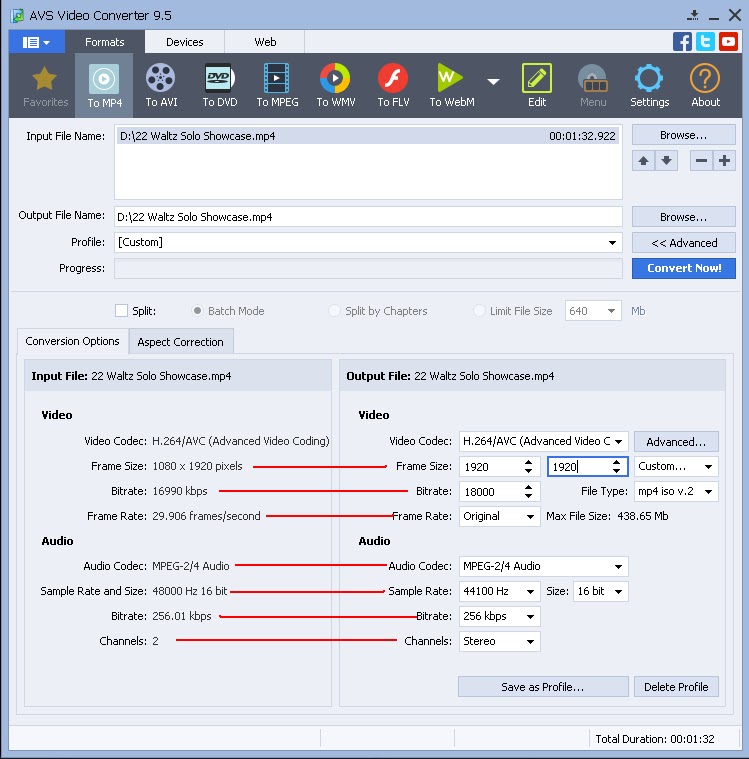 AVS Video Converter 9.5
Formats Devices Web
Favorites To MP4 To AVI To DVD To MPEG To WMV To FLV To WebM Edit Menu Settings About
Input File Name: D:\22 Waltz Solo Showcase.mp4 00:01:32.922 Browse...
Output File Name: D:\22 Waltz Solo Showcase.mp4 Browse...
Profile: [Custom] << Advanced
Progress: Convert Now!
Split: Batch Mode Split by Chapters Limit File Size 640 Mb
Conversion Options Aspect Correction
Input File: 22 Waltz Solo Showcase.mp4 Output File: 22 Waltz Solo Showcase.mp4
Video Video
Video Codec: H.264/AVC (Advanced Video Coding) Video Codec: H.264/AVC (Advanced Video C Advanced...
Frame Size: 1080 x 1920 pixels Frame Size: 1920 1920 Custom...
Bitrate: 16990 kbps Bitrate: 18000 File Type: mp4 iso v.2
Frame Rate: 29.906 frames/second Frame Rate: Original Max File Size: 438.65 Mb
Audio Audio
Audio Codec: MPEG-2/4 Audio Audio Codec: MPEG-2/4 Audio
Sample Rate and Size: 48000 Hz 16 bit Sample Rate: 44100 Hz Size: 16 bit
Bitrate: 256.01 kbps Bitrate: 256 kbps
Channels: 2 Channels: Stereo
Save as Profile... Delete Profile
Total Duration: 00:01:32